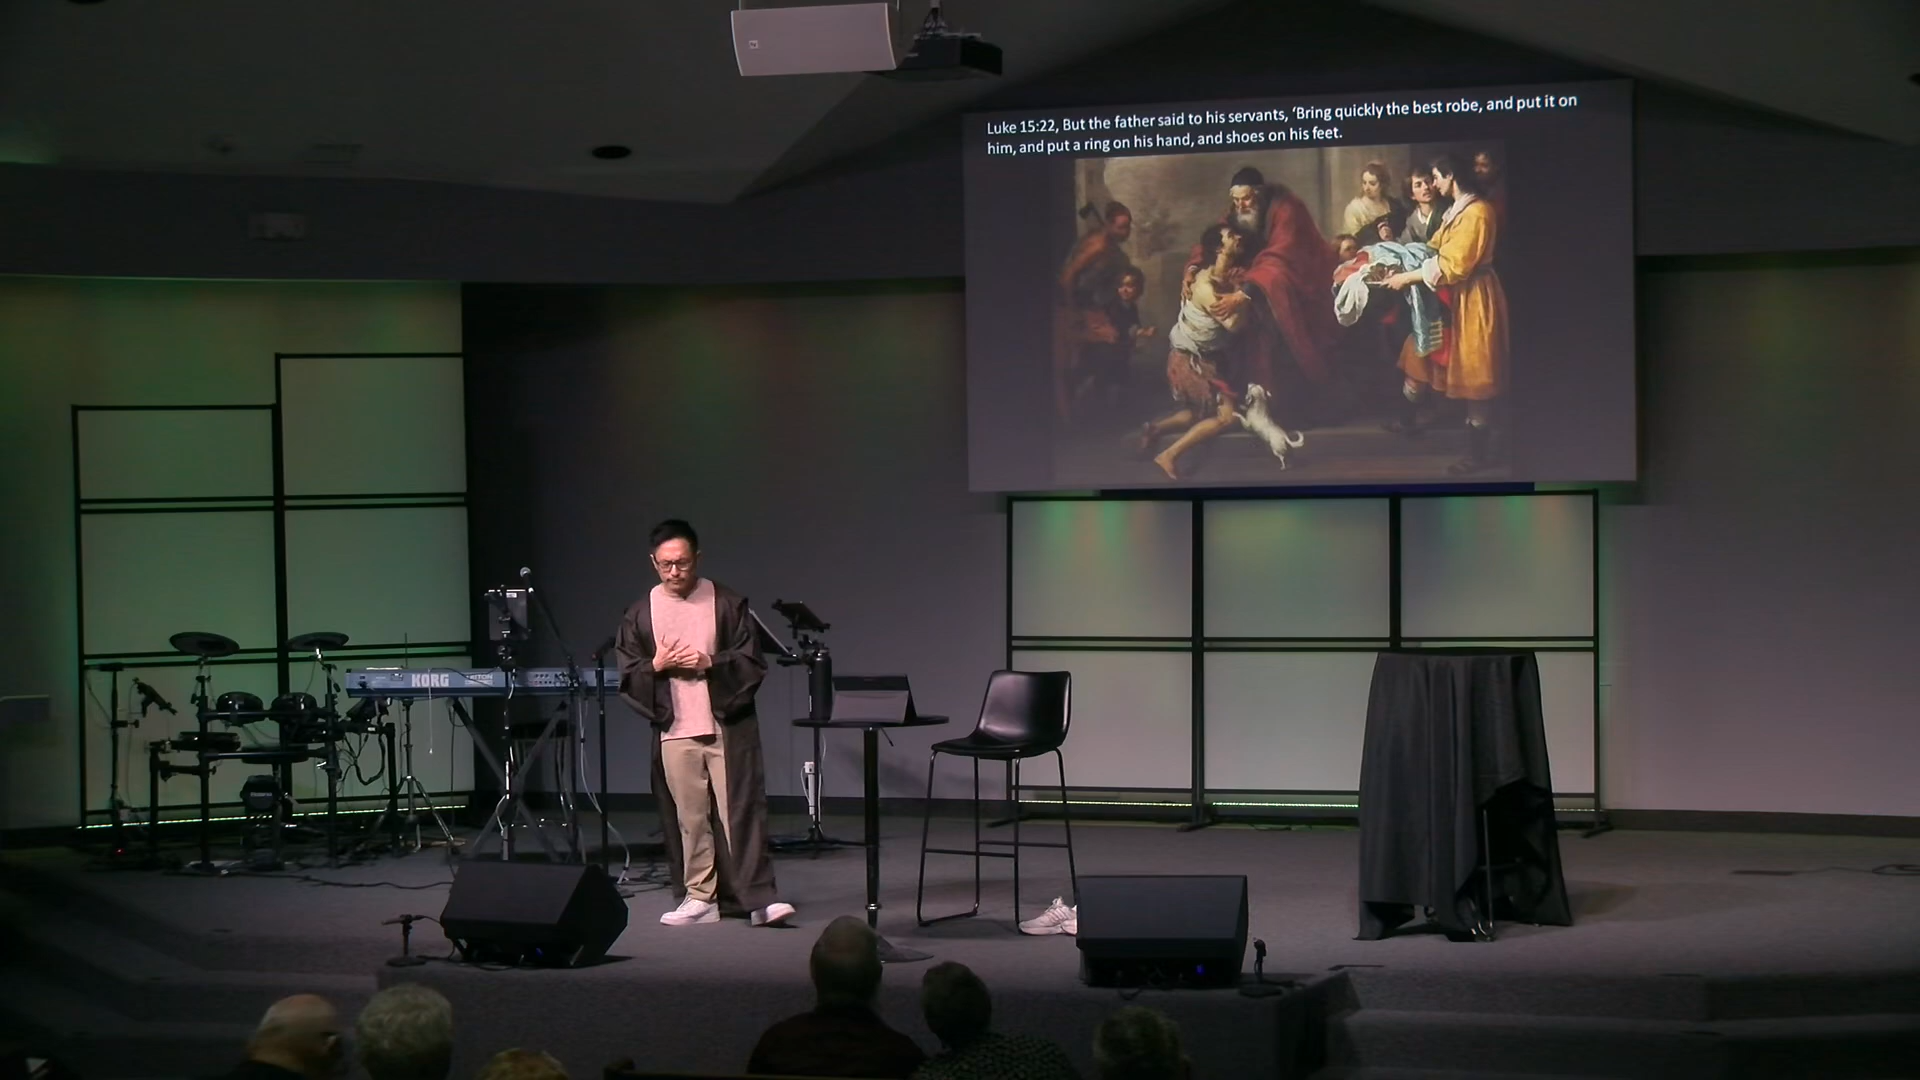 Luke 15:22, But the father said to his servants, ‘Bring quickly the best robe, and put it on
him, and put a ring on his hand, and shoes on his feet.
KORG